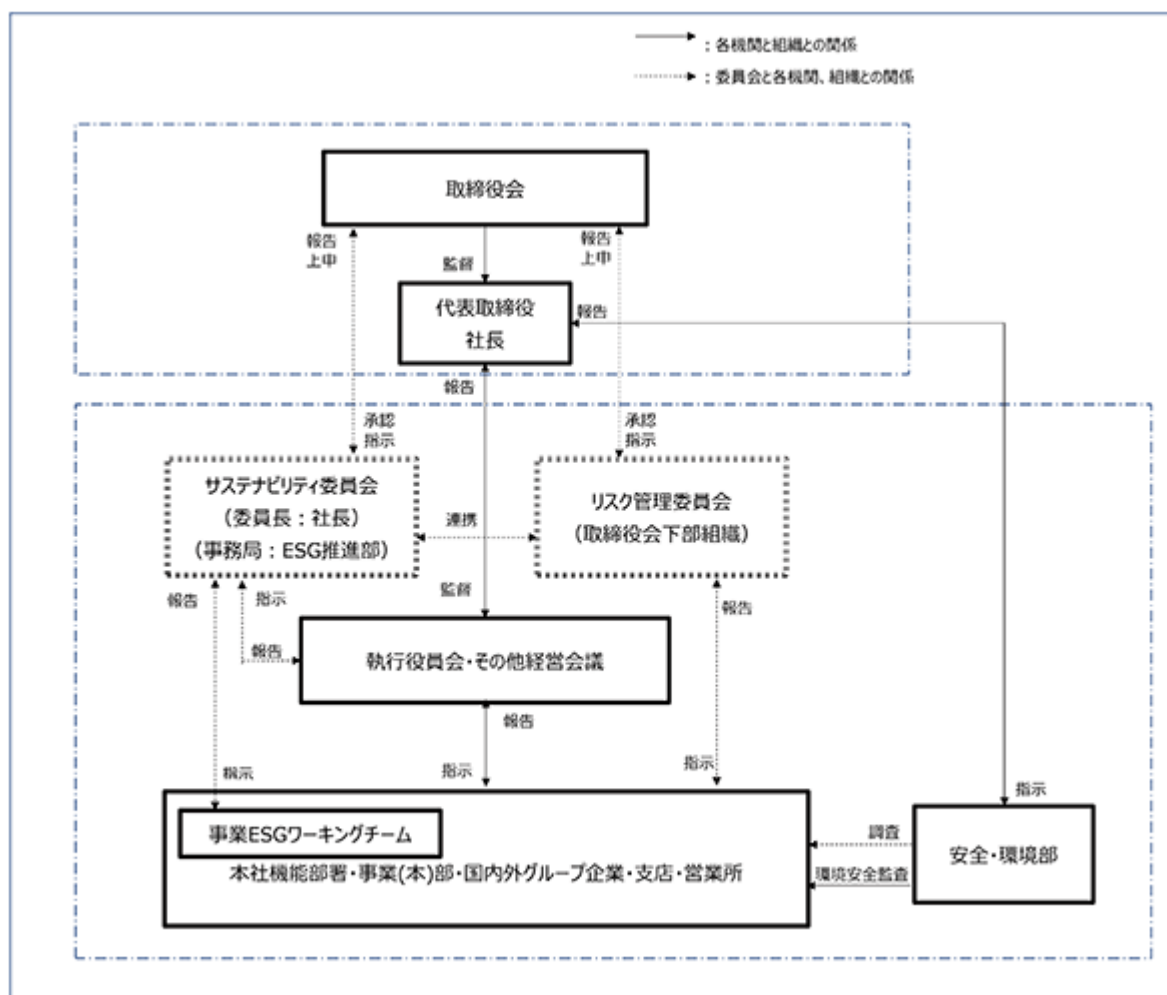 ：各機関と組織との関係
：委員会と各機関、組織との関係
取締役会
報告
上申
監督
報告
上申
代表取締役
社長
報告
報告
承認
指示
承認
指示
サステナビリティ委員会
（委員長：社長）
（事務局：ESG推進部）
連携
リスク管理委員会
（取締役会下部組織）
報告
指示
監督
報告
報告
執行役員会・その他経営会議
報告
指示
指示
指示
指示
事業ESGワーキングチーム
本社機能部署・事業(本)部・国内外グループ企業・支店・営業所
調査
環境安全監査
安全・環境部